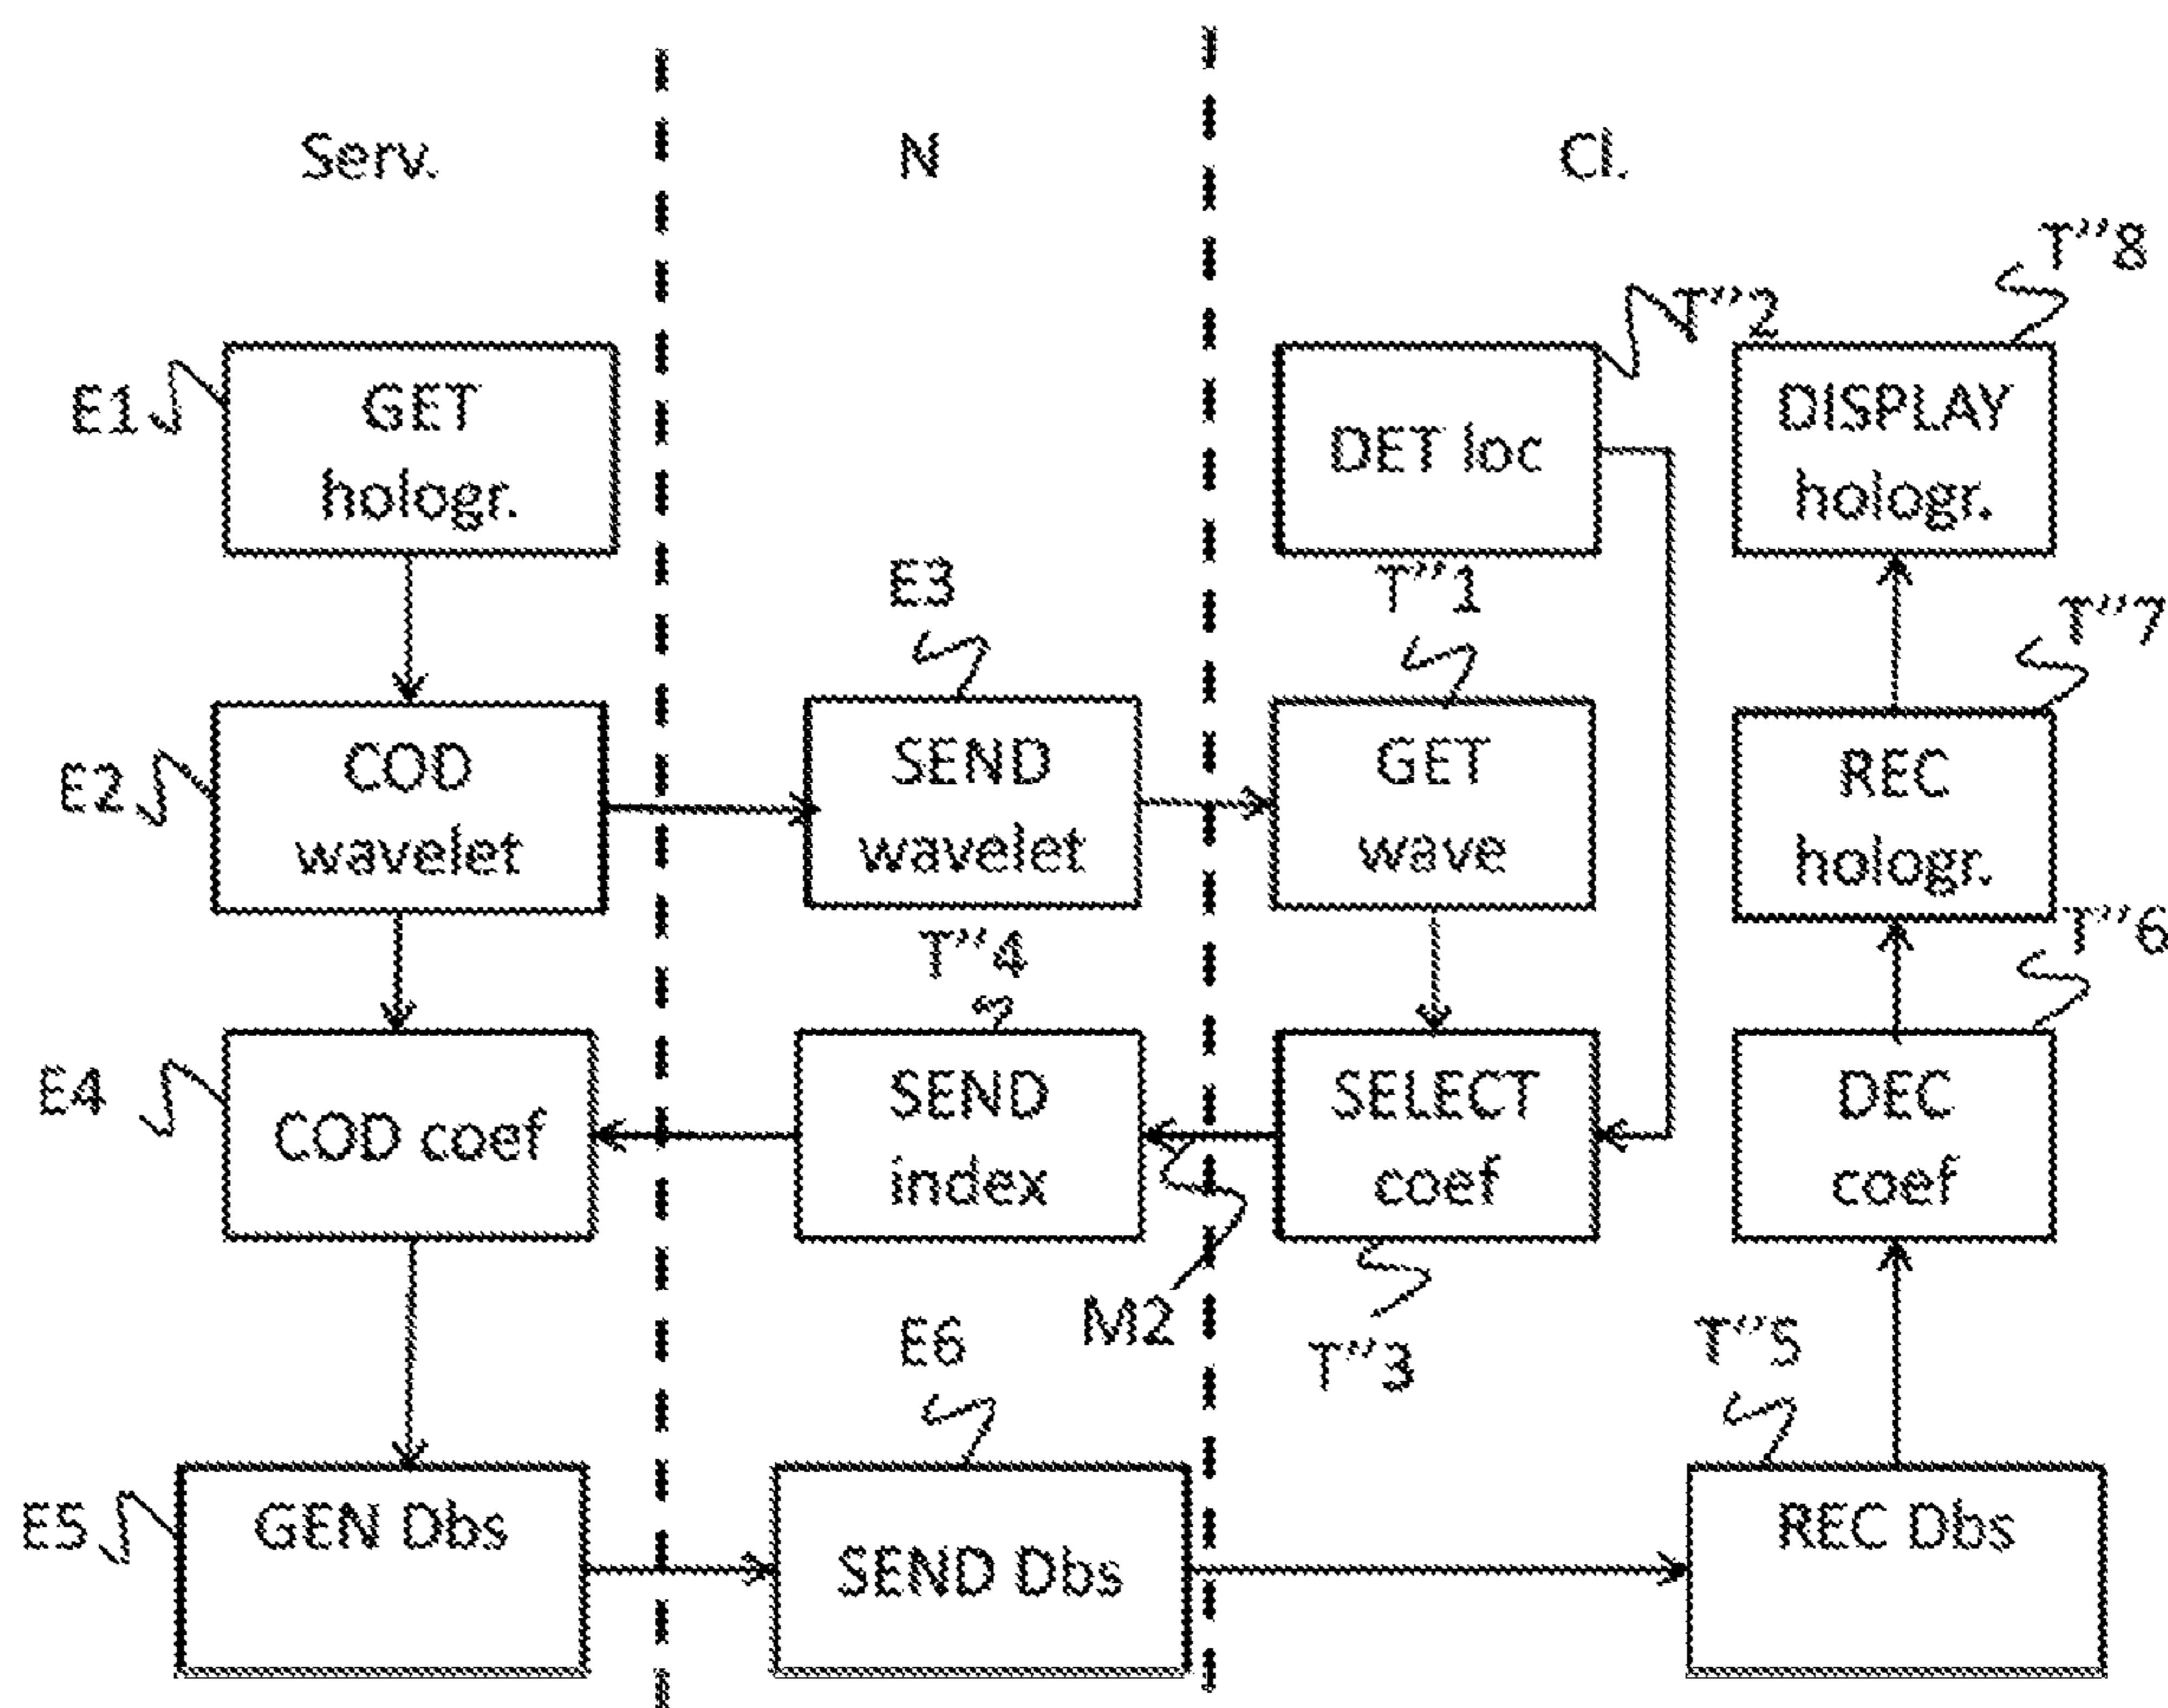 Serv.
N
Cl.
T"8
T"2
E1
GET
hologr.
DET loc
DISPLAY
hologr.
E3
T"1
T"7
E2
COD
wavelet
SEND
wavelet
GET
wave
REC
hologr.
T"4
T"6
E4
COD coef
SEND
index
SELECT
coef
DEC
coef
M2
E6
T"3
T"5
E5
GEN Dbs
SEND Dbs
REC Dbs